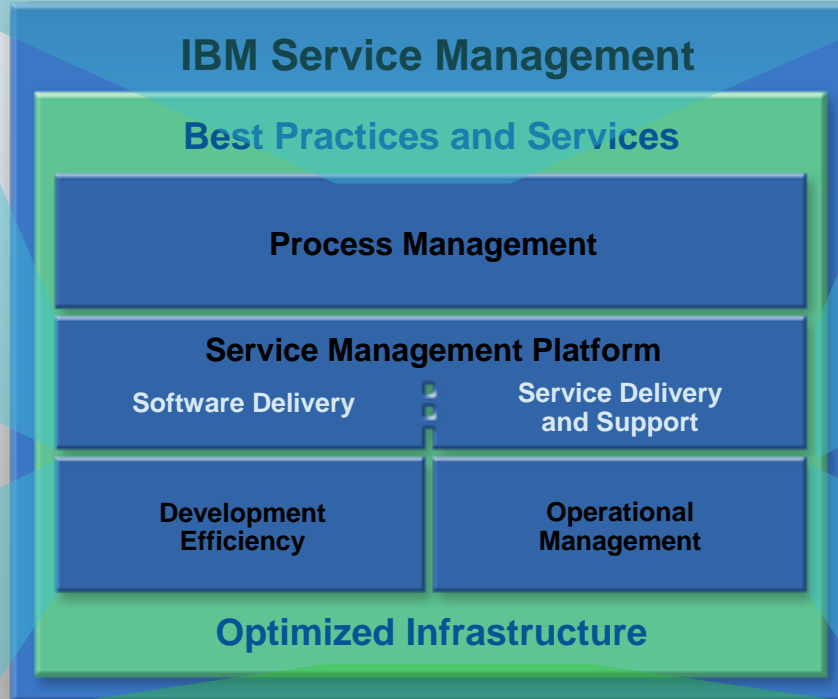 IBM Service Management
Best Practices and Services
Process Management
Service Management Platform
Software Delivery
Service Delivery
and Support
Development
Efficiency
Operational
Management
Optimized Infrastructure